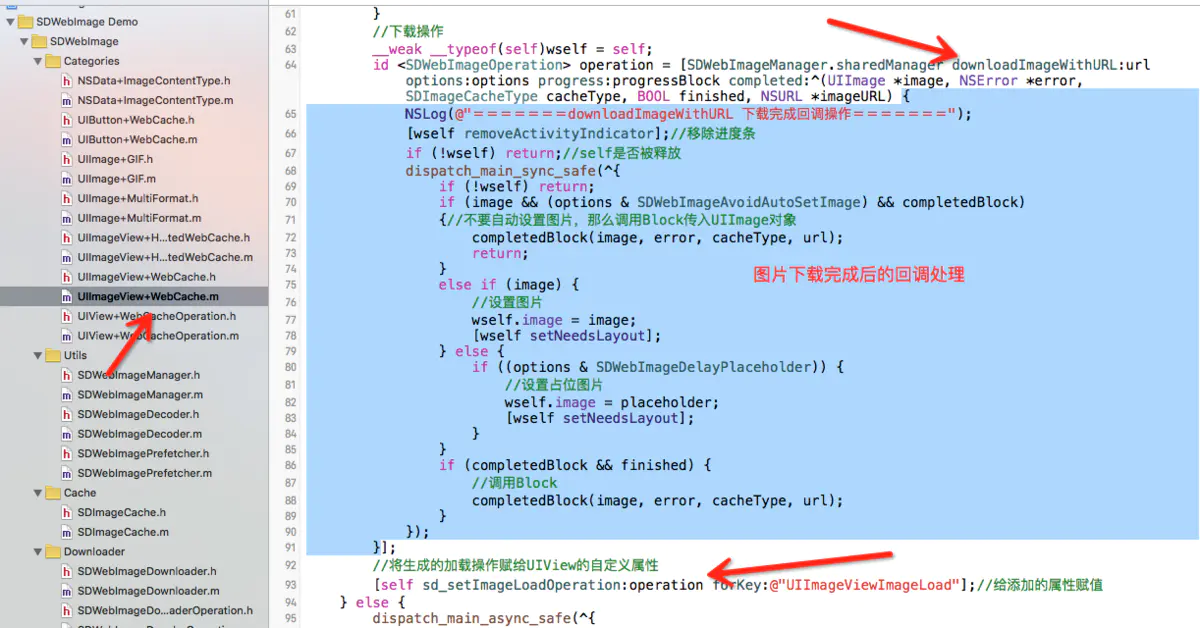 SDWebImage Demo
SDWebImage
Categories
NSData+ImageContentType.h
NSData+ImageContentType.m
UIButton+WebCache.h
UIButton+WebCache.m
UIImage+GIF.h
UIImage+GIF.m
UIImage+MultiFormat.h
UIImage+MultiFormat.m
UIImageView+H...tedWebCache.h
UIImageView+H...tedWebCache.m
UIImageView+WebCache.h
UIImageView+WebCache.m
UIView+WebCacheOperation.h
UIView+WebCacheOperation.m
Utils
SDWebImageManager.h
SDWebImageManager.m
SDWebImageDecoder.h
SDWebImageDecoder.m
SDWebImagePrefetcher.h
SDWebImagePrefetcher.m
Cache
SDImageCache.h
SDImageCache.m
Downloader
SDWebImageDownloader.h
SDWebImageDownloader.m
SDWebImageDo...aderOperation.h
61 }
62 //下载操作
63 __weak __typeof(self)wself = self;
64 id <SDWebImageOperation> operation = [SDWebImageManager.sharedManager downloadImageWithURL:url
options:options progress:progressBlock completed:^(UIImage *image, NSError *error,
SDImageCacheType cacheType, BOOL finished, NSURL *imageURL) {
65 NSLog(@"=======downloadImageWithURL 下载完成回调操作=======");
66 [wself removeActivityIndicator];//移除进度条
67 if (!wself) return;//self是否被释放
68 dispatch_main_sync_safe(^{
69 if (!wself) return;
70 if (image && (options & SDWebImageAvoidAutoSetImage) && completedBlock)
71 {//不要自动设置图片，那么调用Block传入UIImage对象
72 completedBlock(image, error, cacheType, url);
73 return;
74 }
75 else if (image) {
76 //设置图片
77 wself.image = image;
78 [wself setNeedsLayout];
79 } else {
80 if ((options & SDWebImageDelayPlaceholder)) {
81 //设置占位图片
82 wself.image = placeholder;
83 [wself setNeedsLayout];
84 }
85 }
86 if (completedBlock && finished) {
87 //调用Block
88 completedBlock(image, error, cacheType, url);
89 }
90 });
91 }];
92 //将生成的加载操作赋给UIView的自定义属性
93 [self sd_setImageLoadOperation:operation forKey:@"UIImageViewImageLoad"];//给添加的属性赋值
94 } else {
95 dispatch_main_async_safe(^{
图片下载完成后的回调处理